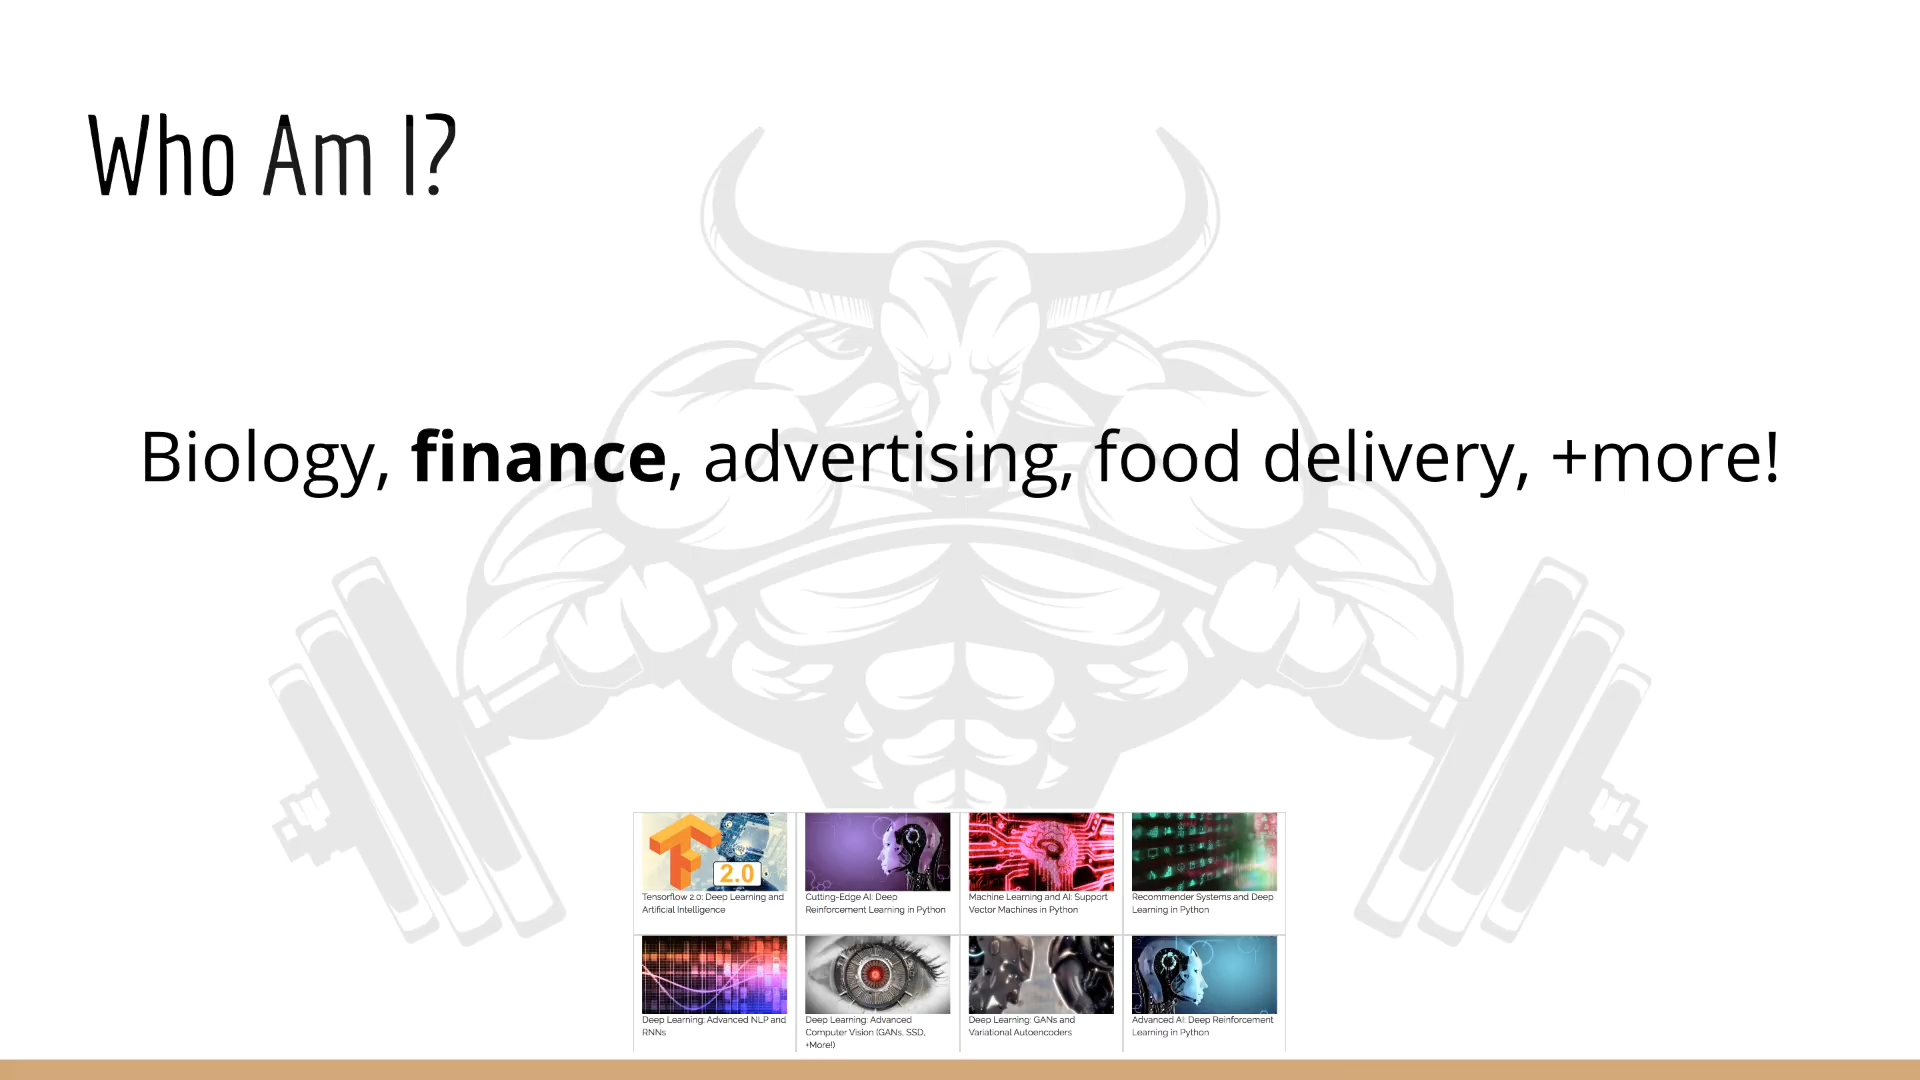 Who Am I?
Biology, finance, advertising, food delivery, +more!
2.0
Tensorflow 2.0: Deep Learning and
Artificial Intelligence
Cutting-Edge AI: Deep
Reinforcement Learning in Python
Machine Learning and AI: Support
Vector Machines in Python
Recommender Systems and Deep
Learning in Python
Deep Learning: Advanced NLP and
RNNs
Deep Learning: Advanced
Computer Vision (GANs, SSD,
+More!)
Deep Learning: GANs and
Variational Autoencoders
Advanced AI: Deep Reinforcement
Learning in Python